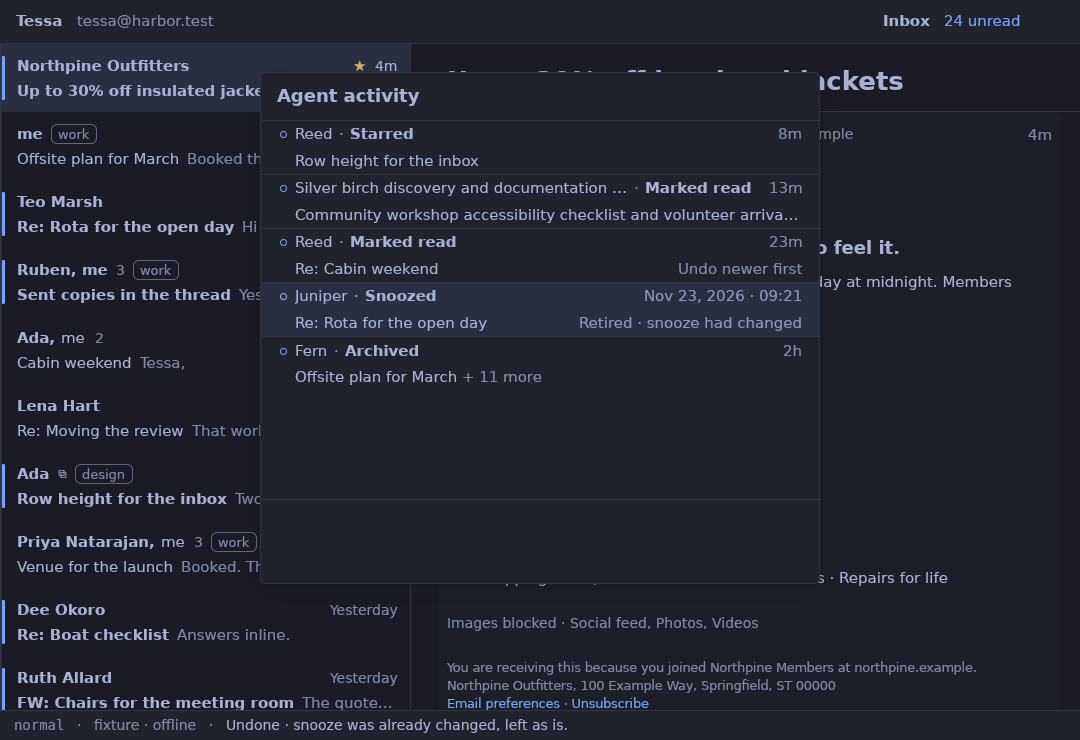 Tessa tessa@harbor.test Inbox 24 unread
Northpine Outfitters ★ 4m
Up to 30% off insulated jacke
me work
Offsite plan for March Booked th
Teo Marsh
Re: Rota for the open day Hi
Ruben, me 3 work
Sent copies in the thread Yes
Ada, me 2
Cabin weekend Tessa,
Lena Hart
Re: Moving the review That worl
Ada design
Row height for the inbox Two
Priya Natarajan, me 3 work
Venue for the launch Booked. Th
Dee Okoro Yesterday
Re: Boat checklist Answers inline.
Ruth Allard Yesterday
FW: Chairs for the meeting room The quote…
Agent activity
Reed · Starred 8m
Row height for the inbox
Silver birch discovery and documentation … · Marked read 13m
Community workshop accessibility checklist and volunteer arriva…
Reed · Marked read 23m
Re: Cabin weekend Undo newer first
Juniper · Snoozed Nov 23, 2026 · 09:21
Re: Rota for the open day Retired · snooze had changed
Fern · Archived 2h
Offsite plan for March + 11 more
ackets
mple 4m
o feel it.
day at midnight. Members
s · Repairs for life
Images blocked · Social feed, Photos, Videos
You are receiving this because you joined Northpine Members at northpine.example.
Northpine Outfitters, 100 Example Way, Springfield, ST 00000
Email preferences · Unsubscribe
normal · fixture · offline · Undone · snooze was already changed, left as is.